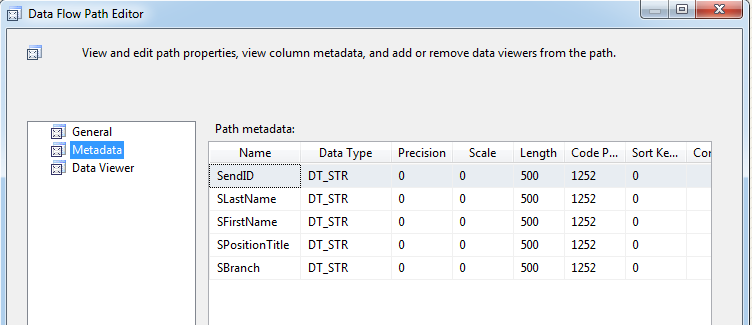 Data Flow Path Editor
View and edit path properties, view column metadata, and add or remove data viewers from the path.
General
Metadata
Data Viewer
Path metadata:
Name Data Type Precision Scale Length Code P... Sort Ke... Con
SendID DT_STR 0 0 500 1252 0
SLastName DT_STR 0 0 500 1252 0
SFirstName DT_STR 0 0 500 1252 0
SPositionTitle DT_STR 0 0 500 1252 0
SBranch DT_STR 0 0 500 1252 0